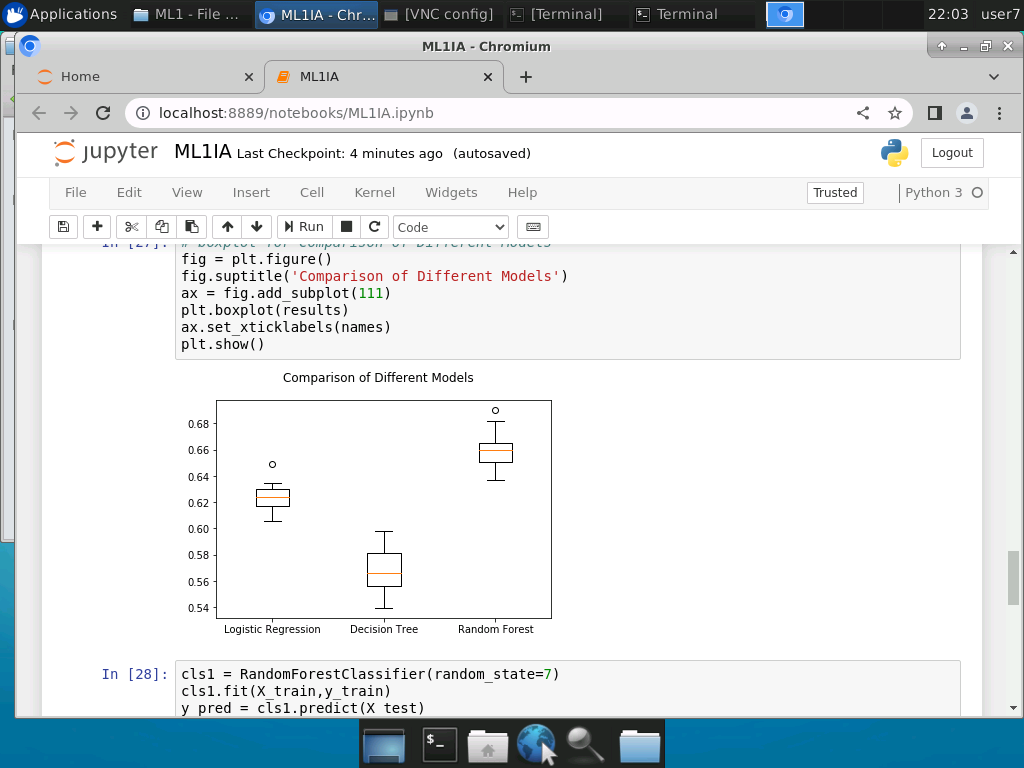 Applications ML1 - File ... ML1IA - Chr... [VNC config] [Terminal] Terminal 22:03 user7
ML1IA - Chromium
Home ML1IA
localhost:8889/notebooks/ML1IA.ipynb
jupyter ML1IA Last Checkpoint: 4 minutes ago (autosaved) Logout
File Edit View Insert Cell Kernel Widgets Help Trusted Python 3
Run Code
In [27]: # boxplot for Comparison of Different Models
fig = plt.figure()
fig.suptitle('Comparison of Different Models')
ax = fig.add_subplot(111)
plt.boxplot(results)
ax.set_xticklabels(names)
plt.show()
Comparison of Different Models
0.68
0.66
0.64
0.62
0.60
0.58
0.56
0.54
Logistic Regression Decision Tree Random Forest
In [28]: cls1 = RandomForestClassifier(random_state=7)
cls1.fit(X_train,y_train)
y_pred = cls1.predict(X_test)
$_